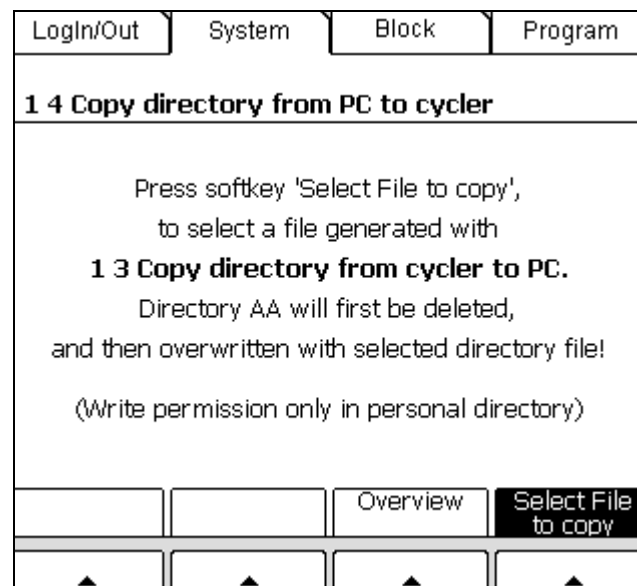 LogIn/Out System Block Program
1 4 Copy directory from PC to cycler
Press softkey 'Select File to copy',
to select a file generated with
1 3 Copy directory from cycler to PC.
Directory AA will first be deleted,
and then overwritten with selected directory file!
(Write permission only in personal directory)
Overview Select File
to copy